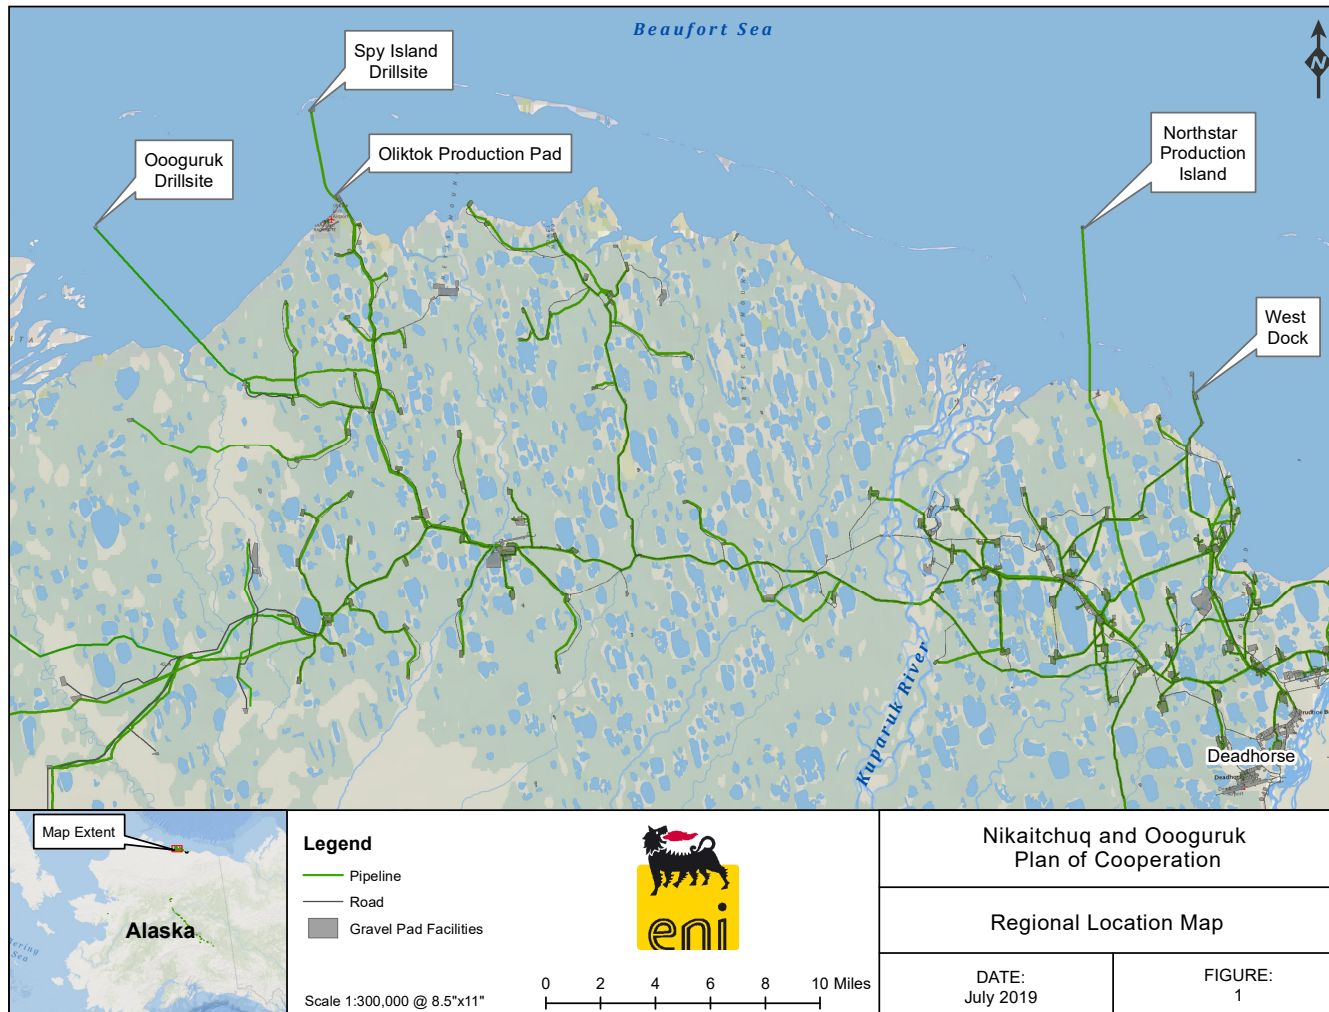 Beaufort Sea
Spy Island
Drillsite
Oliktok Production Pad
Oooguruk
Drillsite
Northstar
Production
Island
West
Dock
N
Kuparuk River
Deadhorse
Map Extent
Alaska
Legend
Pipeline
Road
Gravel Pad Facilities
Scale 1:300,000 @ 8.5"x11"
eni
0 2 4 6 8 10 Miles
Nikaitchuq and Oooguruk
Plan of Cooperation
Regional Location Map
DATE:
July 2019
FIGURE:
1